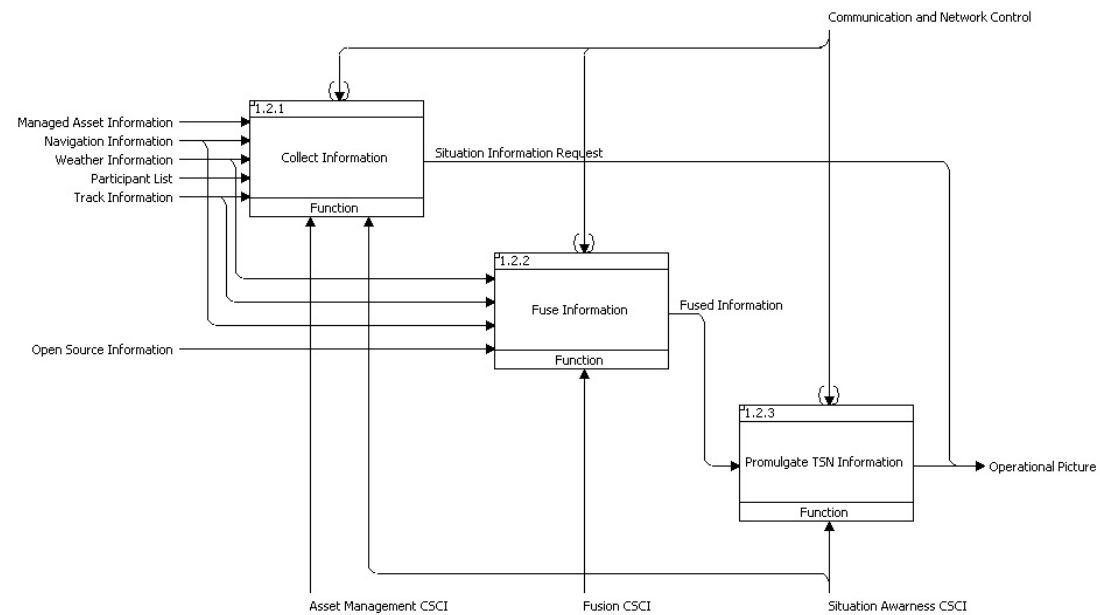 Communication and Network Control
1.2.1
Managed Asset Information
Navigation Information
Weather Information
Participant List
Track Information
Collect Information
Situation Information Request
Function
1.2.2
Fuse Information
Fused Information
Open Source Information
Function
1.2.3
Promulgate TSN Information
Operational Picture
Function
Asset Management CSCI
Fusion CSCI
Situation Awarness CSCI